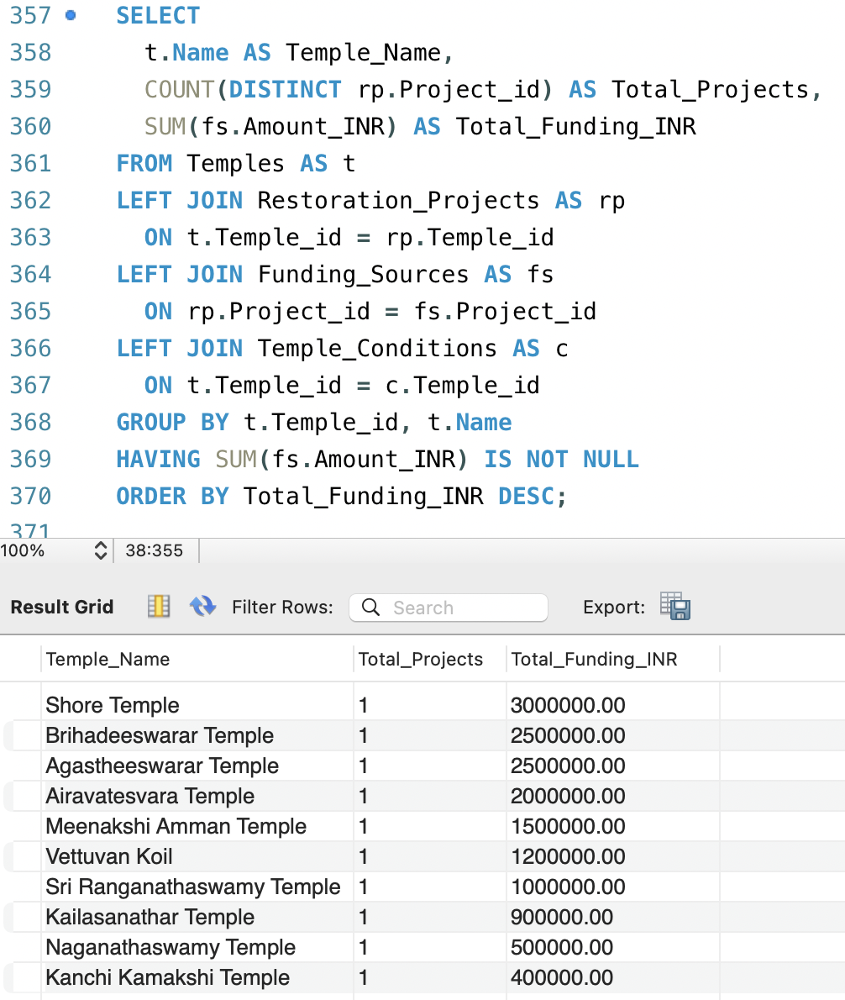 357 SELECT
358 t.Name AS Temple_Name,
359 COUNT(DISTINCT rp.Project_id) AS Total_Projects,
360 SUM(fs.Amount_INR) AS Total_Funding_INR
361 FROM Temples AS t
362 LEFT JOIN Restoration_Projects AS rp
363 ON t.Temple_id = rp.Temple_id
364 LEFT JOIN Funding_Sources AS fs
365 ON rp.Project_id = fs.Project_id
366 LEFT JOIN Temple_Conditions AS c
367 ON t.Temple_id = c.Temple_id
368 GROUP BY t.Temple_id, t.Name
369 HAVING SUM(fs.Amount_INR) IS NOT NULL
370 ORDER BY Total_Funding_INR DESC;
371
100% 38:355
Result Grid Filter Rows: Search Export:
Temple_Name Total_Projects Total_Funding_INR
Shore Temple 1 3000000.00
Brihadeeswarar Temple 1 2500000.00
Agastheeswarar Temple 1 2500000.00
Airavatesvara Temple 1 2000000.00
Meenakshi Amman Temple 1 1500000.00
Vettuvan Koil 1 1200000.00
Sri Ranganathaswamy Temple 1 1000000.00
Kailasanathar Temple 1 900000.00
Naganathaswamy Temple 1 500000.00
Kanchi Kamakshi Temple 1 400000.00